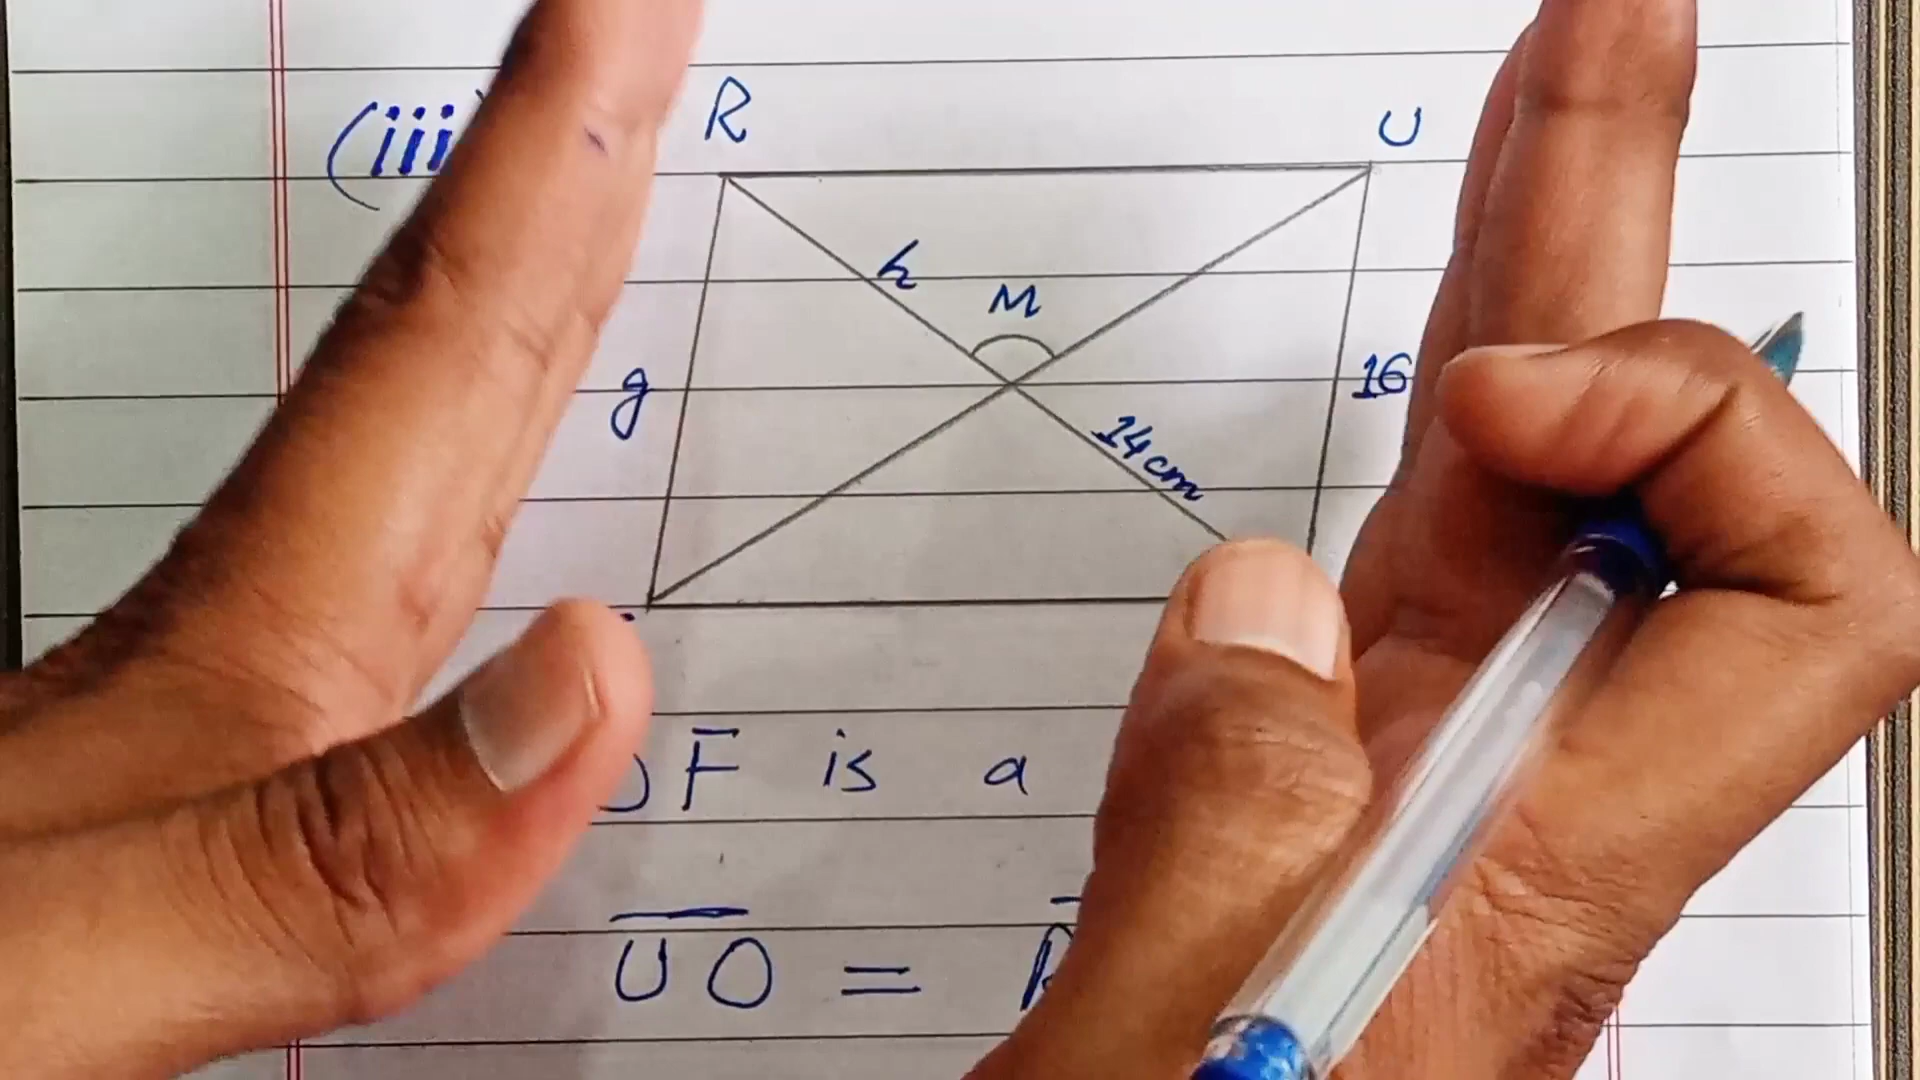 (iii
R U
h
M
g 16
14cm
F is a
UO =